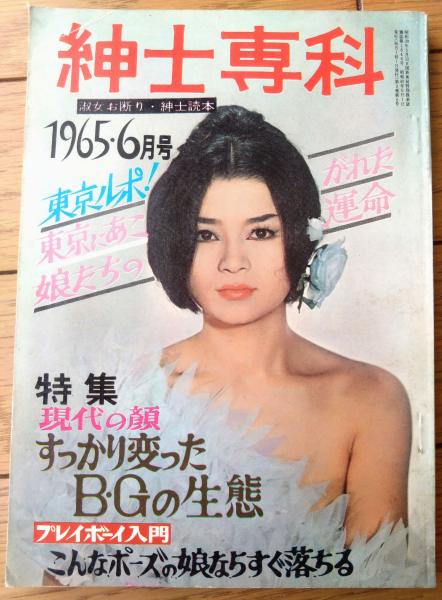 紳士専科
淑女お断り・紳士読本
1965・6月号
東京ルポ!
東京にあこがれた
娘たちの運命
特集
現代の顔
すっかり変った
B・Gの生態
プレイボーイ入門
こんなポーズの娘ならすぐ落ちる